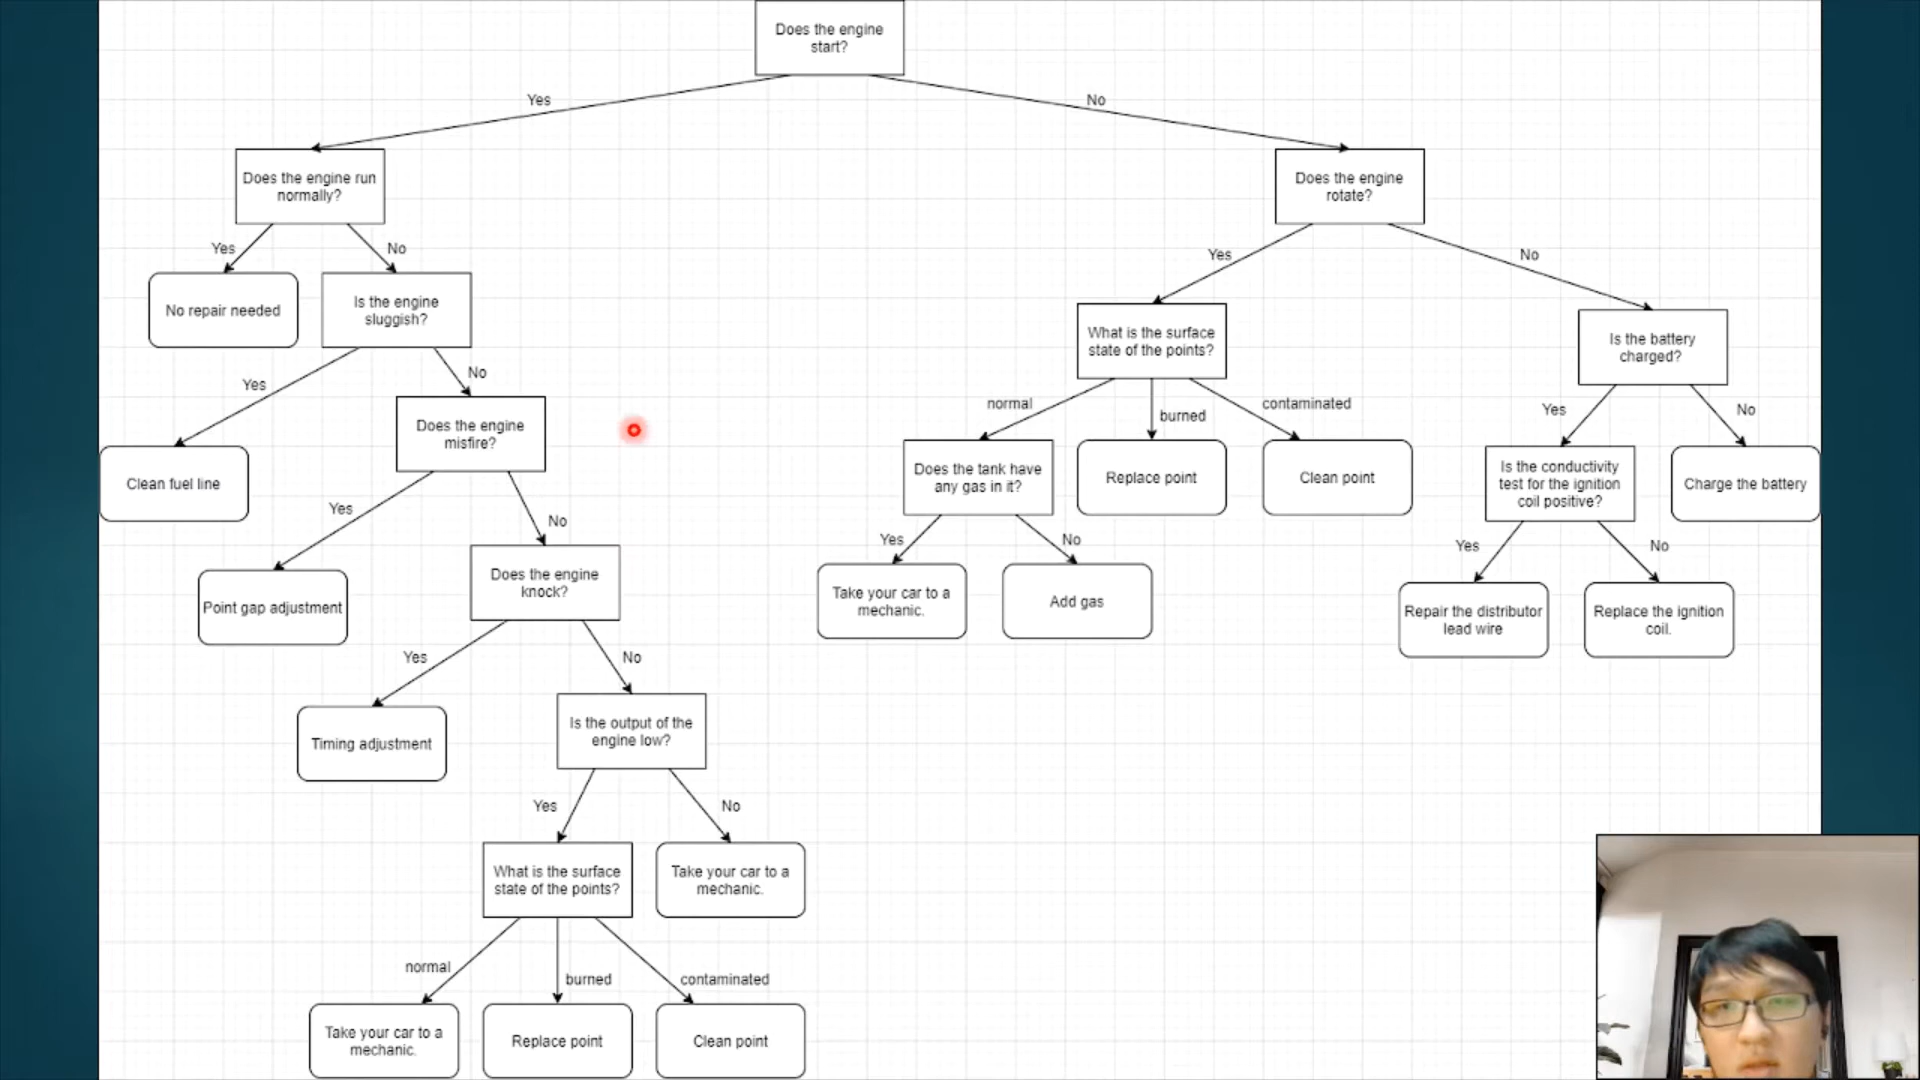 Does the engine
start?
Yes
No
Does the engine run
normally?
Does the engine
rotate?
Yes
No
Yes
No
No repair needed
Is the engine
sluggish?
What is the surface
state of the points?
Is the battery
charged?
Yes
No
normal
burned
contaminated
Yes
No
Clean fuel line
Does the engine
misfire?
Does the tank have
any gas in it?
Replace point
Clean point
Is the conductivity
test for the ignition
coil positive?
Charge the battery
Yes
No
Yes
No
Yes
No
Point gap adjustment
Does the engine
knock?
Take your car to a
mechanic.
Add gas
Repair the distributor
lead wire
Replace the ignition
coil.
Yes
No
Timing adjustment
Is the output of the
engine low?
Yes
No
What is the surface
state of the points?
Take your car to a
mechanic.
normal
burned
contaminated
Take your car to a
mechanic.
Replace point
Clean point